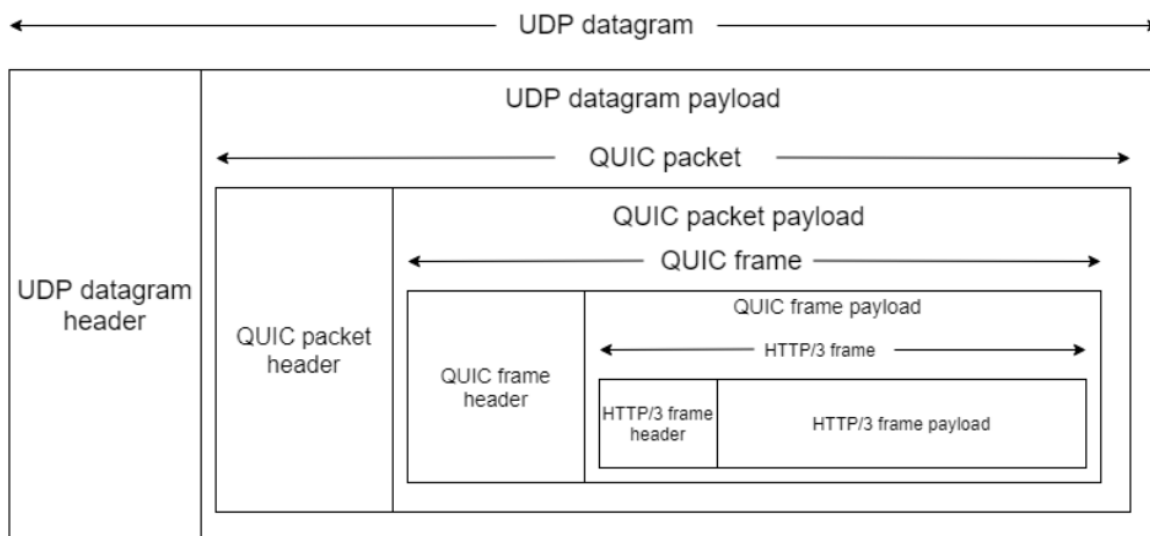 UDP datagram
UDP datagram payload
QUIC packet
QUIC packet payload
QUIC frame
UDP datagram
header
QUIC packet
header
QUIC frame payload
HTTP/3 frame
QUIC frame
header
HTTP/3 frame
header
HTTP/3 frame payload